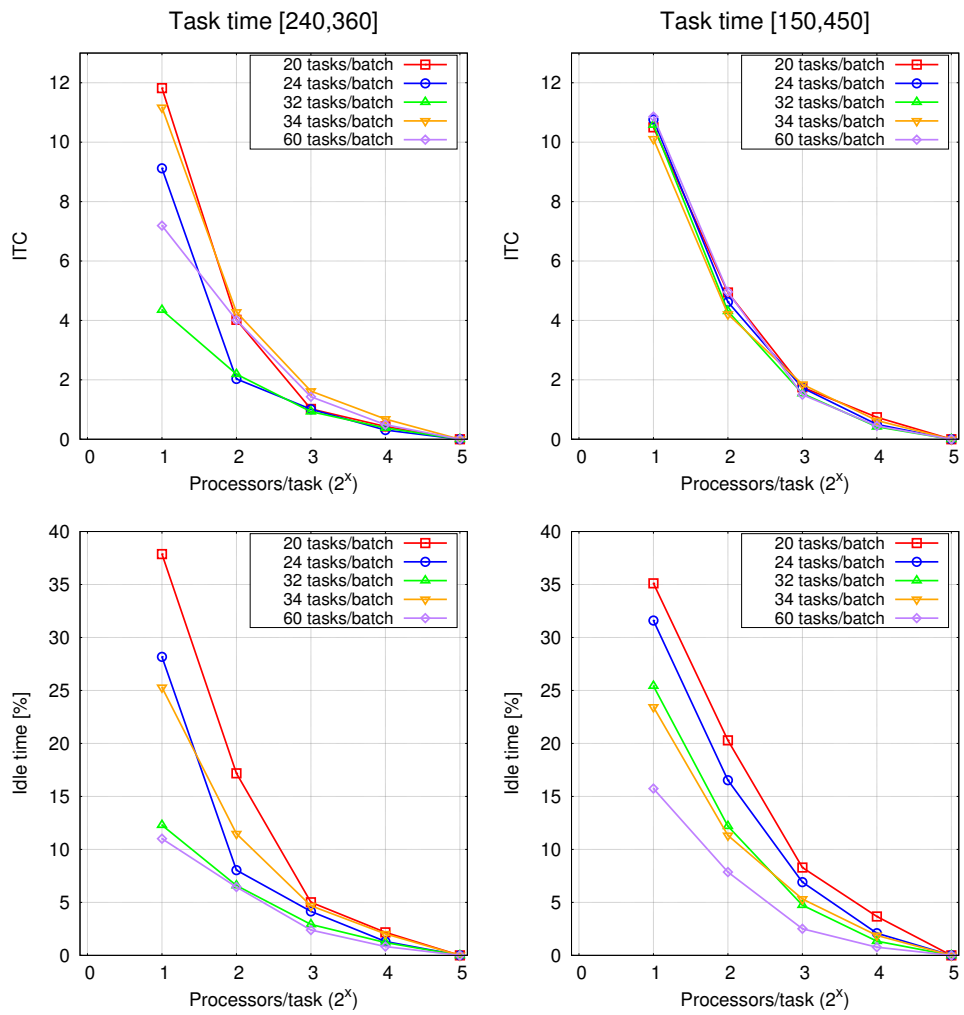 Task time [240,360]
Task time [150,450]
ITC
12
10
8
6
4
2
0
20 tasks/batch
24 tasks/batch
32 tasks/batch
34 tasks/batch
60 tasks/batch
0 1 2 3 4 5
Processors/task (2^x)
ITC
12
10
8
6
4
2
0
20 tasks/batch
24 tasks/batch
32 tasks/batch
34 tasks/batch
60 tasks/batch
0 1 2 3 4 5
Processors/task (2^x)
Idle time [%]
40
35
30
25
20
15
10
5
0
20 tasks/batch
24 tasks/batch
32 tasks/batch
34 tasks/batch
60 tasks/batch
0 1 2 3 4 5
Processors/task (2^x)
Idle time [%]
40
35
30
25
20
15
10
5
0
20 tasks/batch
24 tasks/batch
32 tasks/batch
34 tasks/batch
60 tasks/batch
0 1 2 3 4 5
Processors/task (2^x)